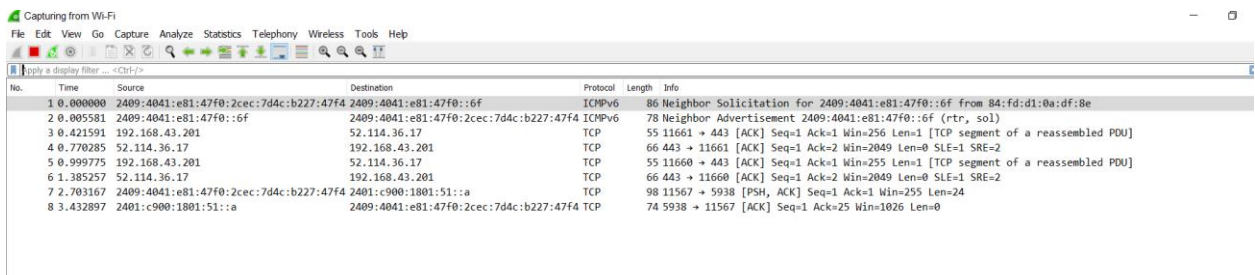 Capturing from Wi-Fi
File Edit View Go Capture Analyze Statistics Telephony Wireless Tools Help
Apply a display filter ... <Ctrl-/>
No. Time Source Destination Protocol Length Info
1 0.000000 2409:4041:e81:47f0:2cec:7d4c:b227:47f4 2409:4041:e81:47f0::6f ICMPv6 86 Neighbor Solicitation for 2409:4041:e81:47f0::6f from 84:fd:d1:0a:df:8e
2 0.005581 2409:4041:e81:47f0::6f 2409:4041:e81:47f0:2cec:7d4c:b227:47f4 ICMPv6 78 Neighbor Advertisement 2409:4041:e81:47f0::6f (rtr, sol)
3 0.421591 192.168.43.201 52.114.36.17 TCP 55 11661 → 443 [ACK] Seq=1 Ack=1 Win=256 Len=1 [TCP segment of a reassembled PDU]
4 0.770285 52.114.36.17 192.168.43.201 TCP 66 443 → 11661 [ACK] Seq=1 Ack=2 Win=2049 Len=0 SLE=1 SRE=2
5 0.999775 192.168.43.201 52.114.36.17 TCP 55 11660 → 443 [ACK] Seq=1 Ack=1 Win=255 Len=1 [TCP segment of a reassembled PDU]
6 1.385257 52.114.36.17 192.168.43.201 TCP 66 443 → 11660 [ACK] Seq=1 Ack=2 Win=2049 Len=0 SLE=1 SRE=2
7 2.703167 2409:4041:e81:47f0:2cec:7d4c:b227:47f4 2401:c900:1801:51::a TCP 98 11567 → 5938 [PSH, ACK] Seq=1 Ack=1 Win=255 Len=24
8 3.432897 2401:c900:1801:51::a 2409:4041:e81:47f0:2cec:7d4c:b227:47f4 TCP 74 5938 → 11567 [ACK] Seq=1 Ack=25 Win=1026 Len=0